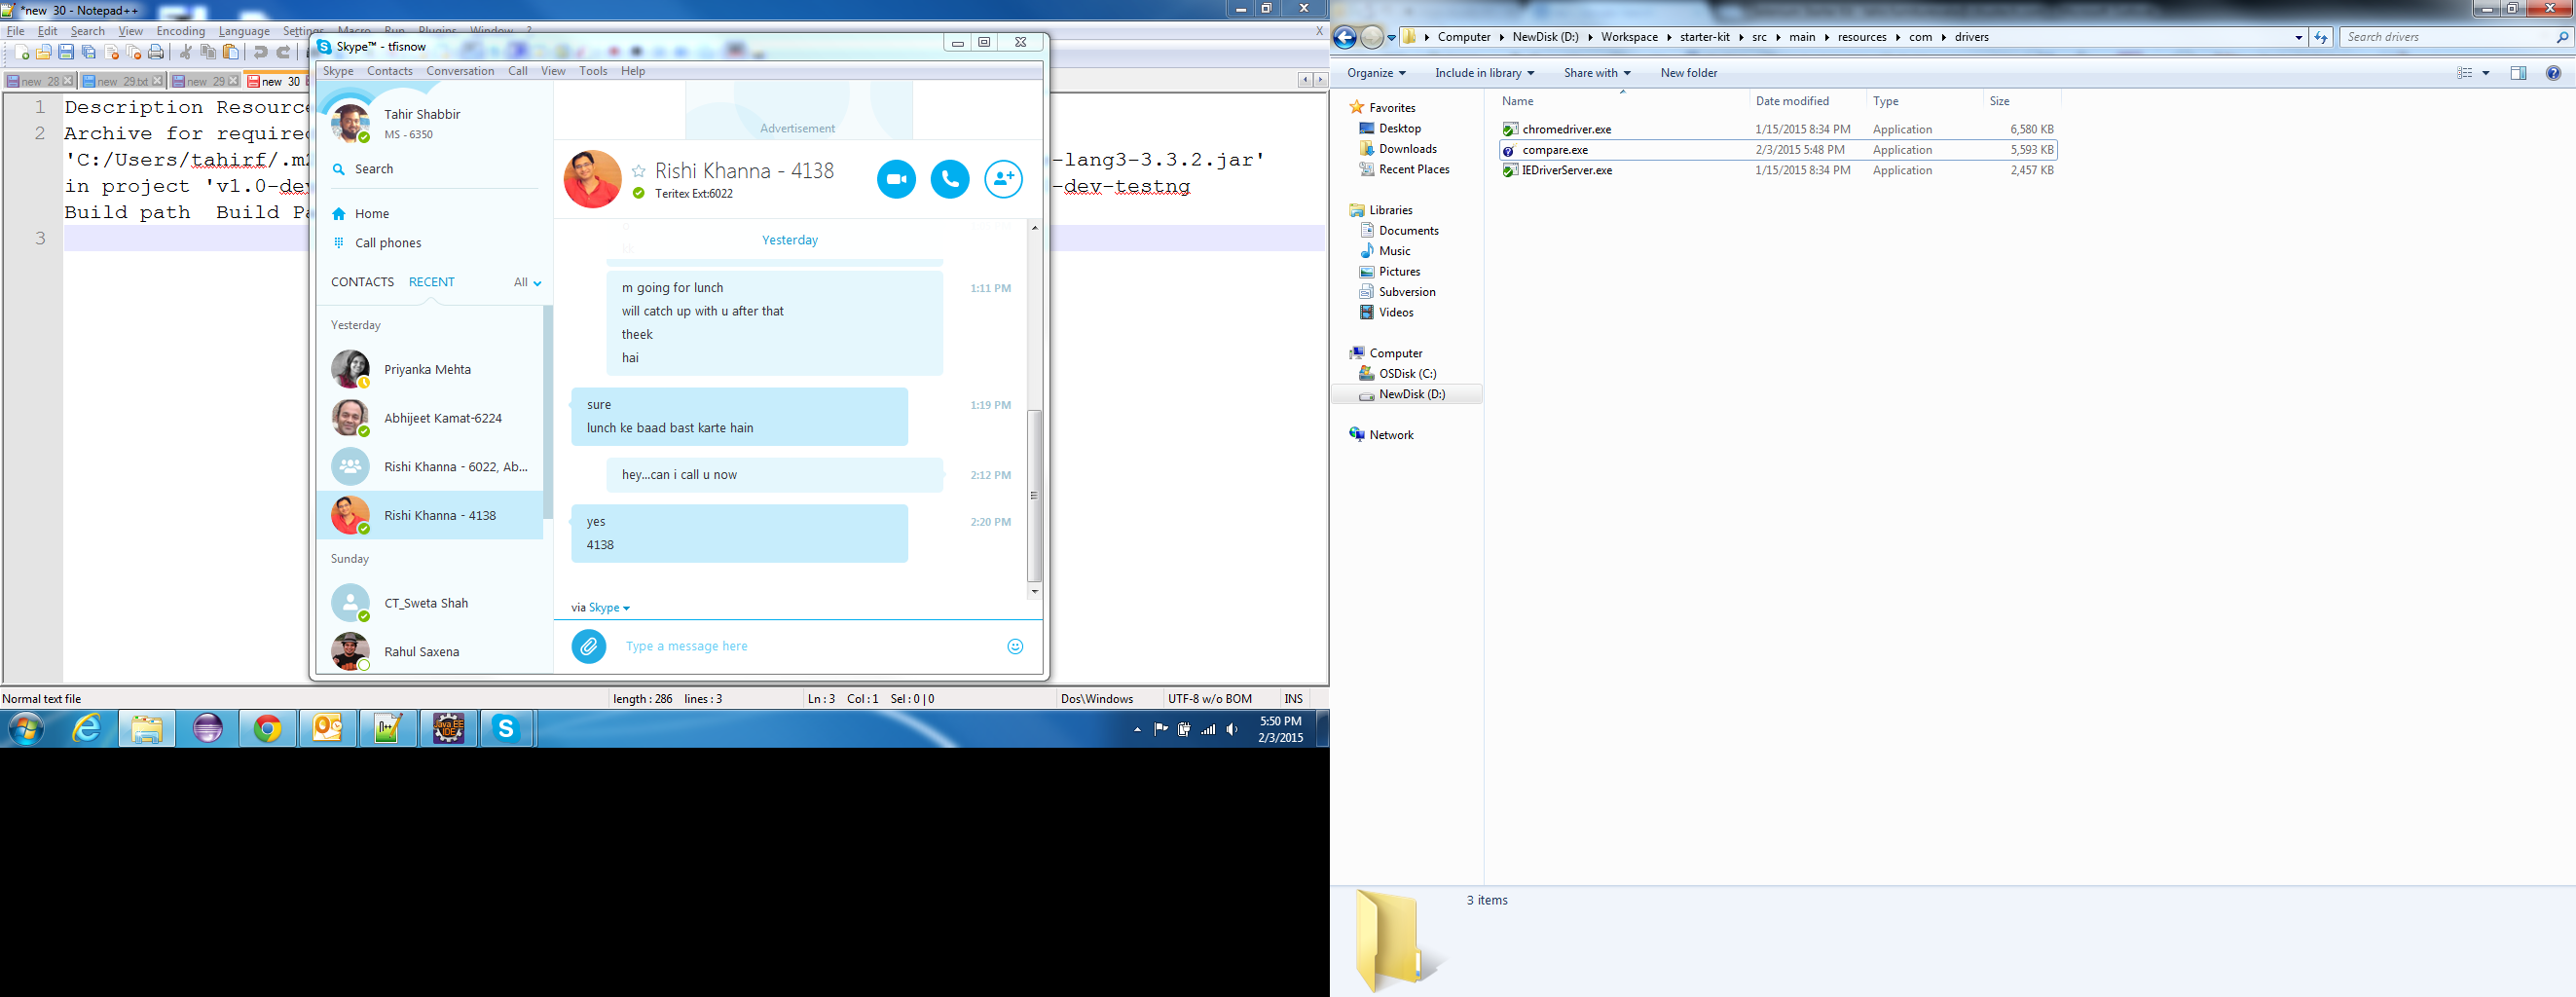 *new  30 - Notepad++
File Edit Search View Encoding Language Settings Macro Run Plugins Window ?
X
new  28
new  29.txt
new  29
new  30
1 Description Resource
2 Archive for required
'C:/Users/tahirf/.m2
-lang3-3.3.2.jar'
in project 'v1.0-dev
-dev-testng
Build path  Build Pa
3
Skype™ - tfisnow
Skype Contacts Conversation Call View Tools Help
Tahir Shabbir
MS - 6350
Search
Home
Call phones
CONTACTS RECENT All
Yesterday
Priyanka Mehta
Abhijeet Kamat-6224
Rishi Khanna - 6022, Ab...
Rishi Khanna - 4138
Sunday
CT_Sweta Shah
Rahul Saxena
Advertisement
Rishi Khanna - 4138
Teritex Ext:6022
Yesterday
m going for lunch 1:11 PM
will catch up with u after that
theek
hai
sure 1:19 PM
lunch ke baad bast karte hain
hey...can i call u now 2:12 PM
yes 2:20 PM
4138
via Skype
Type a message here
Normal text file
length : 286 lines : 3
Ln : 3 Col : 1 Sel : 0 | 0
Dos\Windows
UTF-8 w/o BOM
INS
5:50 PM
2/3/2015
Computer NewDisk (D:) Workspace starter-kit src main resources com drivers
Search drivers
Organize Include in library Share with New folder
Favorites
Desktop
Downloads
Recent Places
Libraries
Documents
Music
Pictures
Subversion
Videos
Computer
OSDisk (C:)
NewDisk (D:)
Network
Name Date modified Type Size
chromedriver.exe 1/15/2015 8:34 PM Application 6,580 KB
compare.exe 2/3/2015 5:48 PM Application 5,593 KB
IEDriverServer.exe 1/15/2015 8:34 PM Application 2,457 KB
3 items